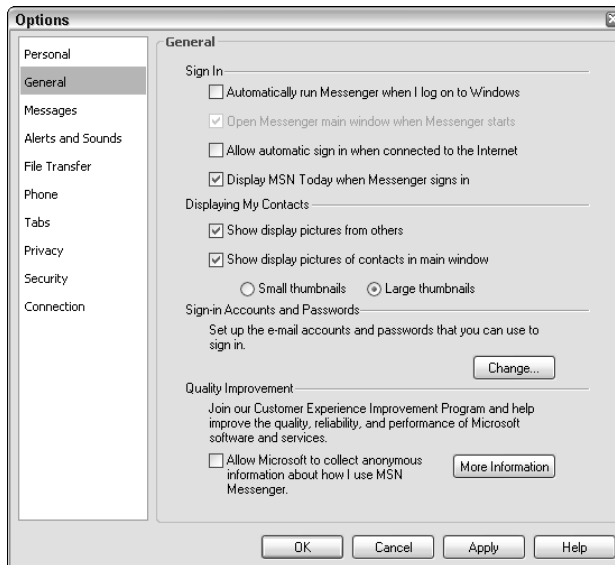 Options
Personal
General
Messages
Alerts and Sounds
File Transfer
Phone
Tabs
Privacy
Security
Connection
General
Sign In
Automatically run Messenger when I log on to Windows
Open Messenger main window when Messenger starts
Allow automatic sign in when connected to the Internet
Display MSN Today when Messenger signs in
Displaying My Contacts
Show display pictures from others
Show display pictures of contacts in main window
Small thumbnails
Large thumbnails
Sign-in Accounts and Passwords
Set up the e-mail accounts and passwords that you can use to
sign in.
Change...
Quality Improvement
Join our Customer Experience Improvement Program and help
improve the quality, reliability, and performance of Microsoft
software and services.
Allow Microsoft to collect anonymous
information about how I use MSN
Messenger.
More Information
OK
Cancel
Apply
Help